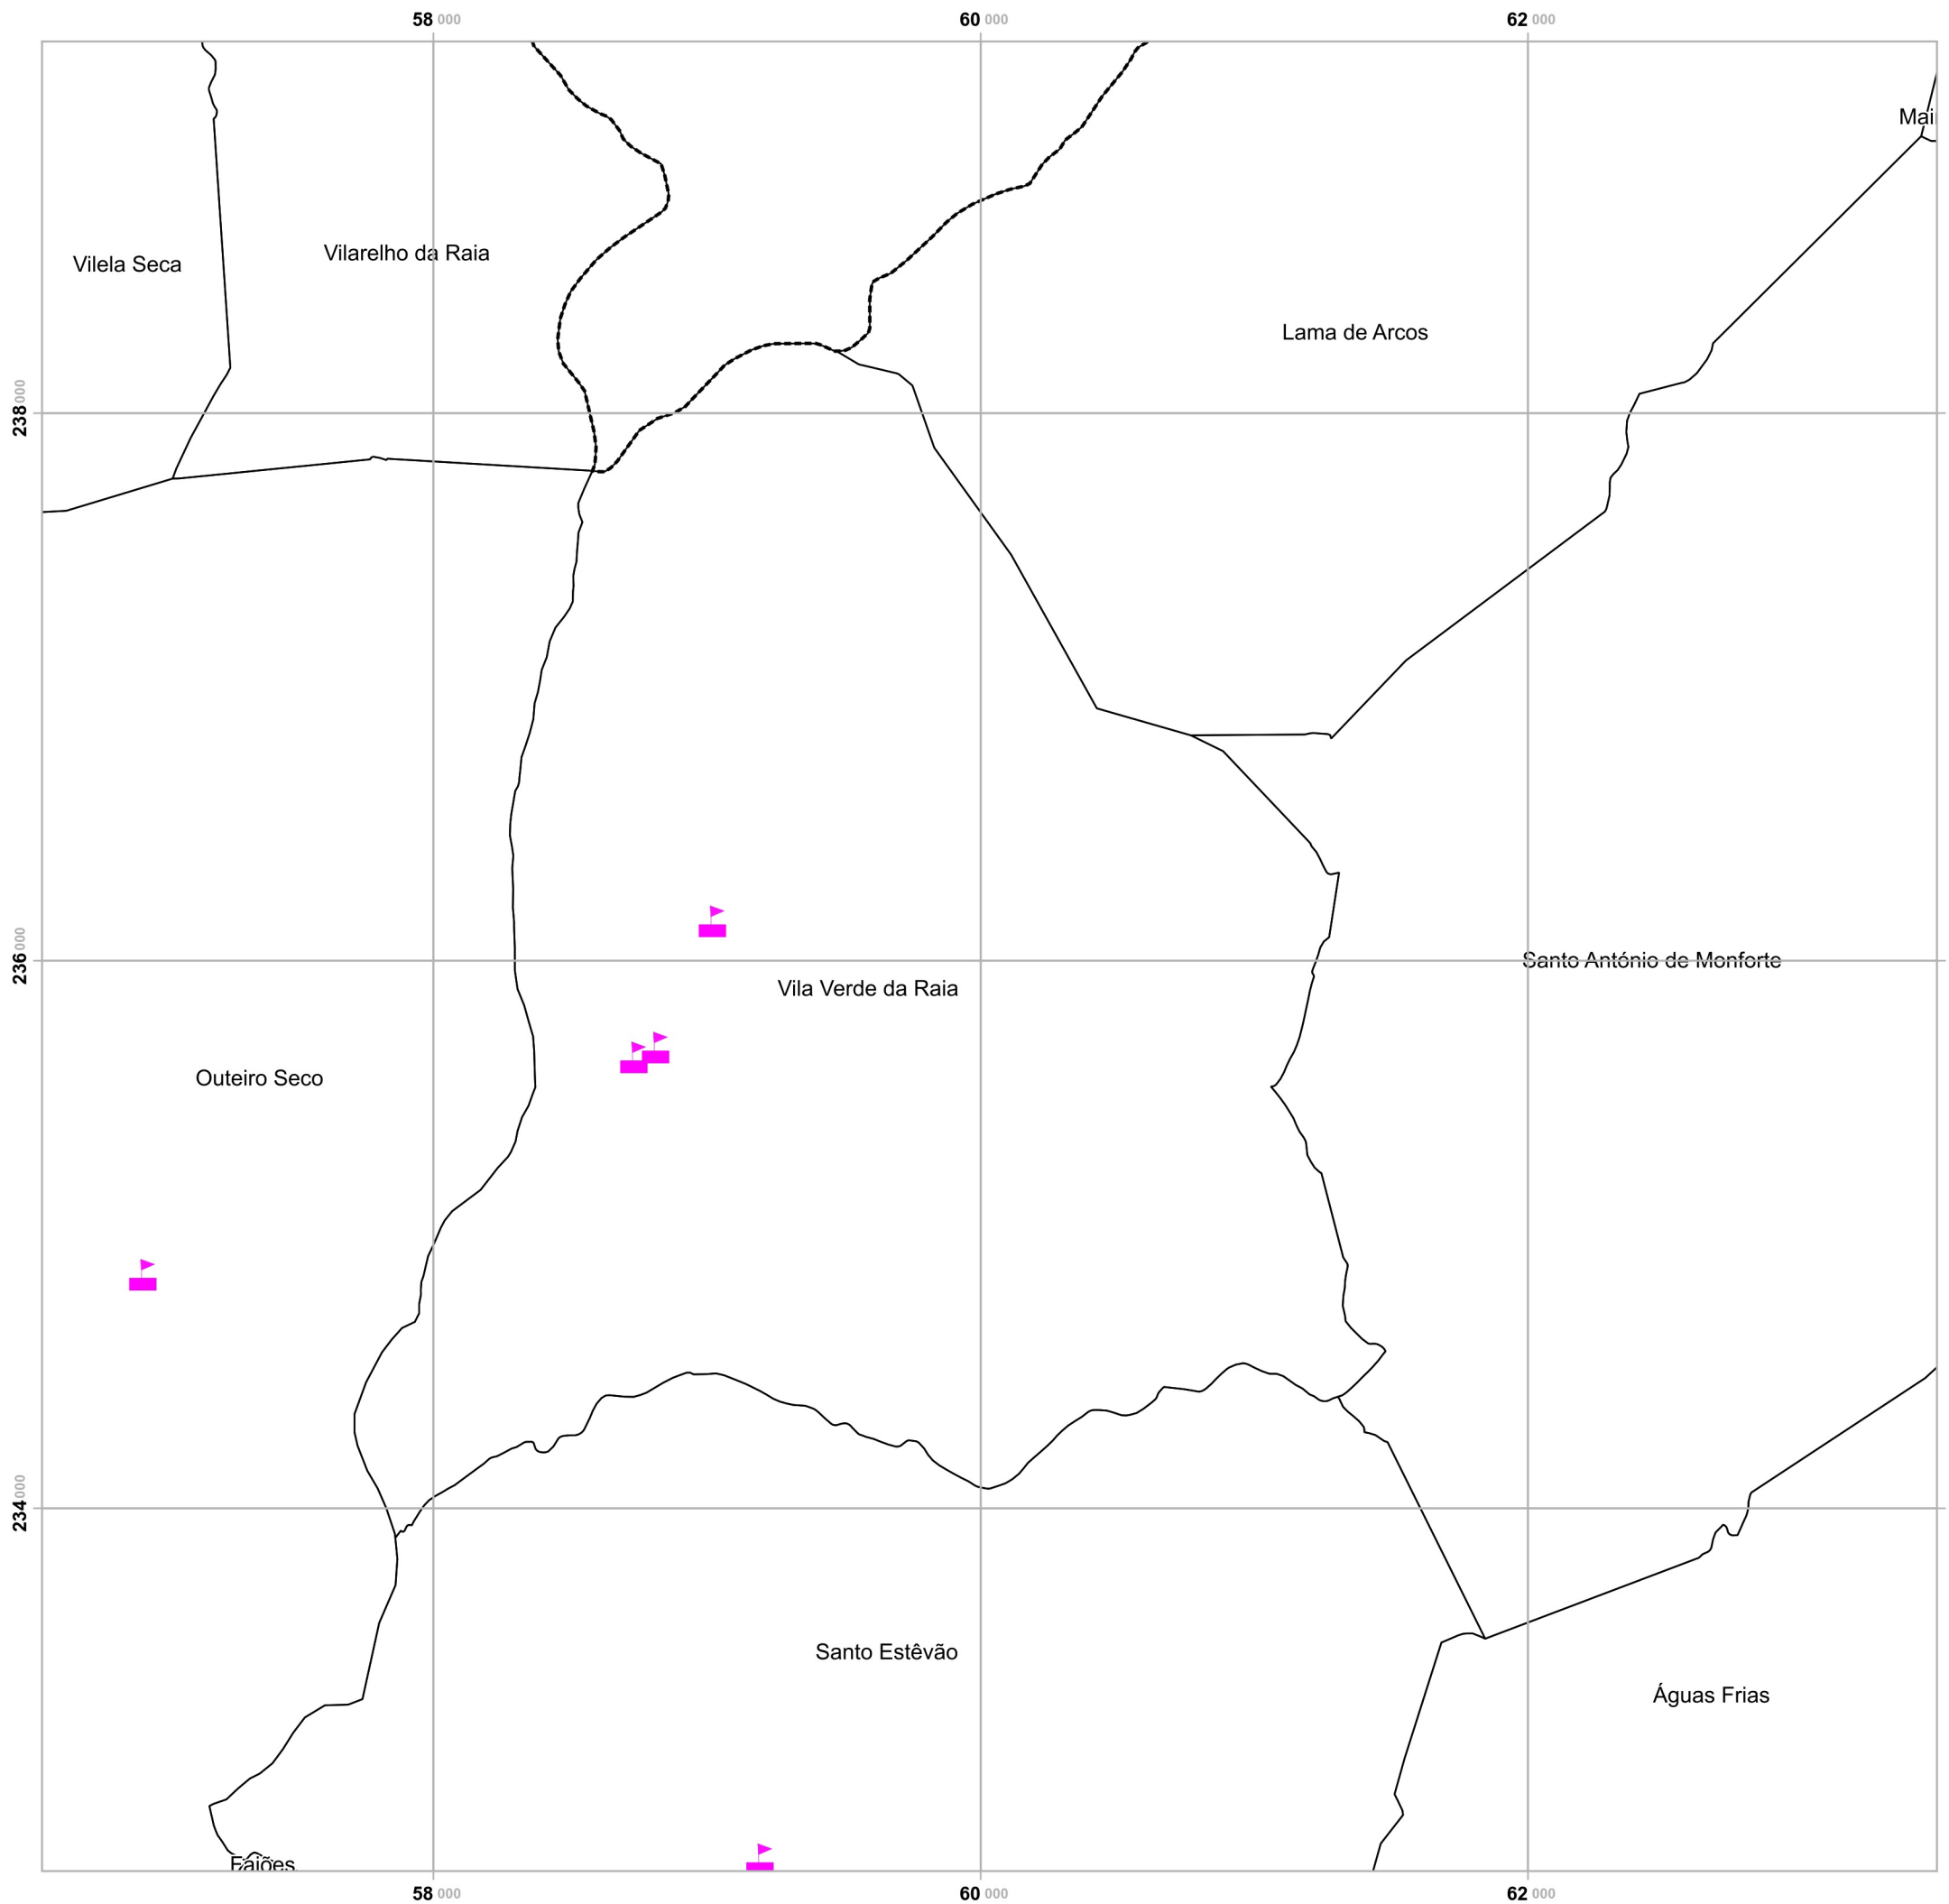 58 000 60 000 62 000
Mai
Vilarelho da Raia
Vilela Seca
Lama de Arcos
238 000
236 000
Santo António de Monforte
Vila Verde da Raia
Outeiro Seco
234 000
Santo Estêvão
Águas Frias
Faiões
58 000 60 000 62 000